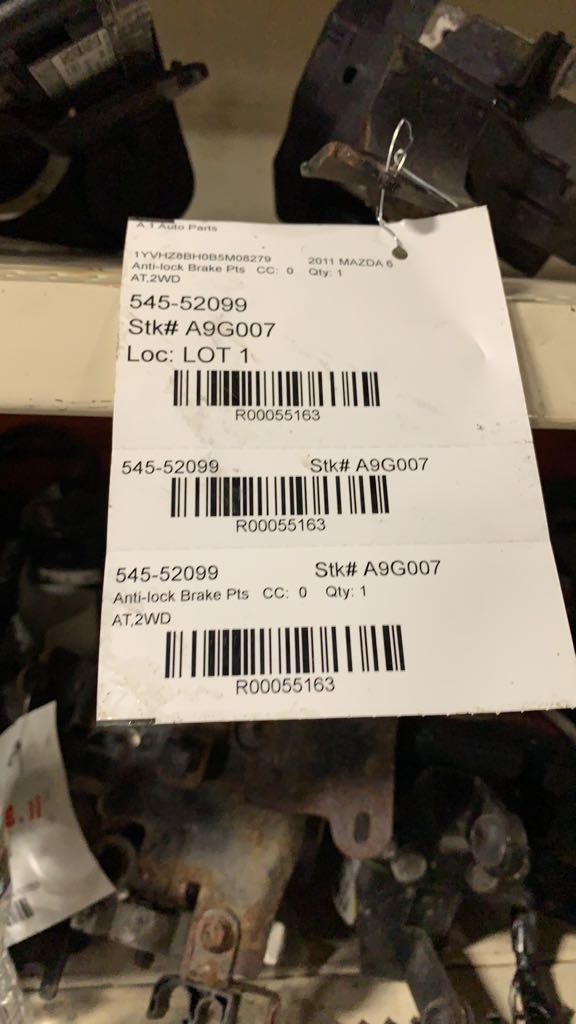 A 1 Auto Parts
1YVHZ8BH0B5M08279 2011 MAZDA 6
Anti-lock Brake Pts CC: 0 Qty: 1
AT,2WD
545-52099
Stk# A9G007
Loc: LOT 1
R00055163
545-52099 Stk# A9G007
R00055163
545-52099 Stk# A9G007
Anti-lock Brake Pts CC: 0 Qty: 1
AT,2WD
R00055163